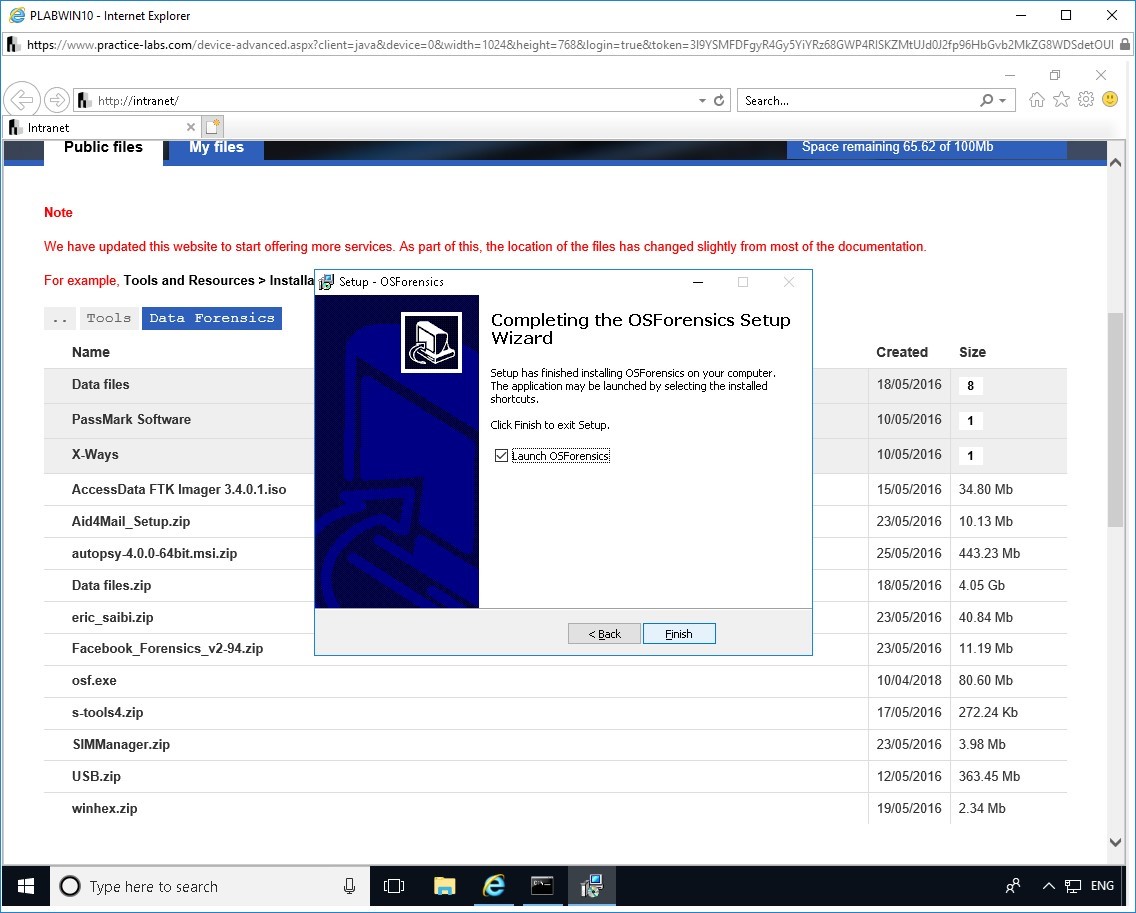 PLABWIN10 - Internet Explorer
https://www.practice-labs.com/device-advanced.aspx?client=java&device=0&width=1024&height=768&login=true&token=
http://intranet/
Search...
Intranet
Public files
My files
Space remaining 65.62 of 100Mb
Note
We have updated this website to start offering more services. As part of this, the location of the files has changed slightly from most of the documentation.
For example, Tools and Resources > Installa
.. Tools Data Forensics
Name Created Size
Data files 18/05/2016 8
PassMark Software 10/05/2016 1
X-Ways 10/05/2016 1
AccessData FTK Imager 3.4.0.1.iso 15/05/2016 34.80 Mb
Aid4Mail_Setup.zip 23/05/2016 10.13 Mb
autopsy-4.0.0-64bit.msi.zip 25/05/2016 443.23 Mb
Data files.zip 18/05/2016 4.05 Gb
eric_saibi.zip 23/05/2016 40.84 Mb
Facebook_Forensics_v2-94.zip 23/05/2016 11.19 Mb
osf.exe 10/04/2018 80.60 Mb
s-tools4.zip 17/05/2016 272.24 Kb
SIMManager.zip 23/05/2016 3.98 Mb
USB.zip 12/05/2016 363.45 Mb
winhex.zip 19/05/2016 2.34 Mb
Setup - OSForensics
Completing the OSForensics Setup
Wizard
Setup has finished installing OSForensics on your computer.
The application may be launched by selecting the installed
shortcuts.
Click Finish to exit Setup.
Launch OSForensics
< Back
Finish
Type here to search
ENG